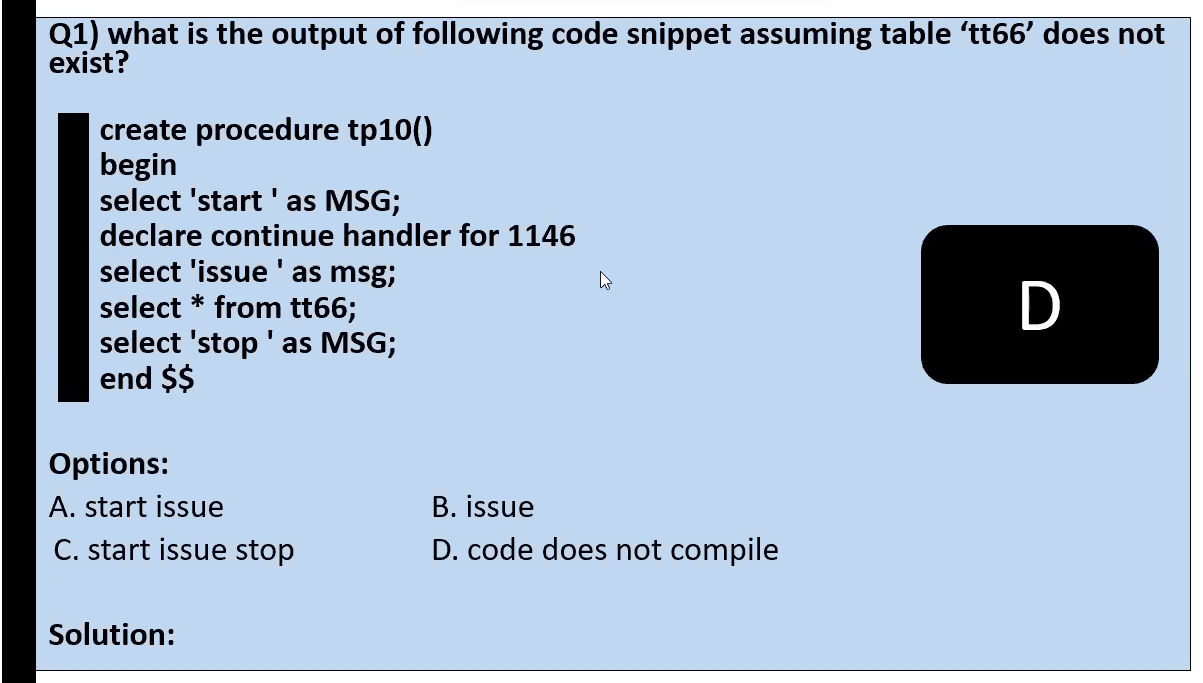 Q1) what is the output of following code snippet assuming table ‘tt66’ does not
exist?
create procedure tp10()
begin
select 'start ' as MSG;
declare continue handler for 1146
select 'issue ' as msg;
select * from tt66;
select 'stop ' as MSG;
end $$
D
Options:
A. start issue B. issue
C. start issue stop D. code does not compile
Solution: